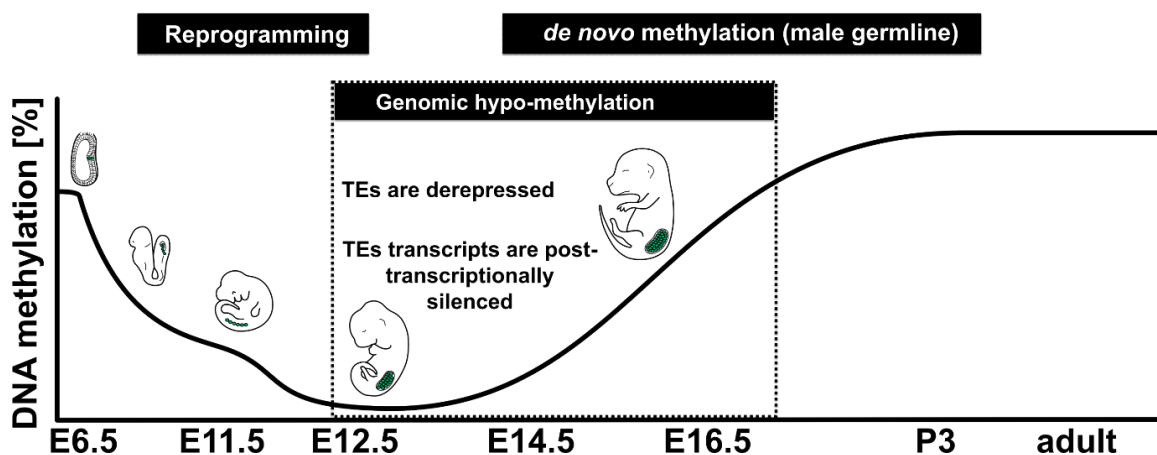 Reprogramming
de novo methylation (male germline)
Genomic hypo-methylation
DNA methylation [%]
TEs are derepressed
TEs transcripts are post-
transcriptionally
silenced
E6.5
E11.5
E12.5
E14.5
E16.5
P3
adult